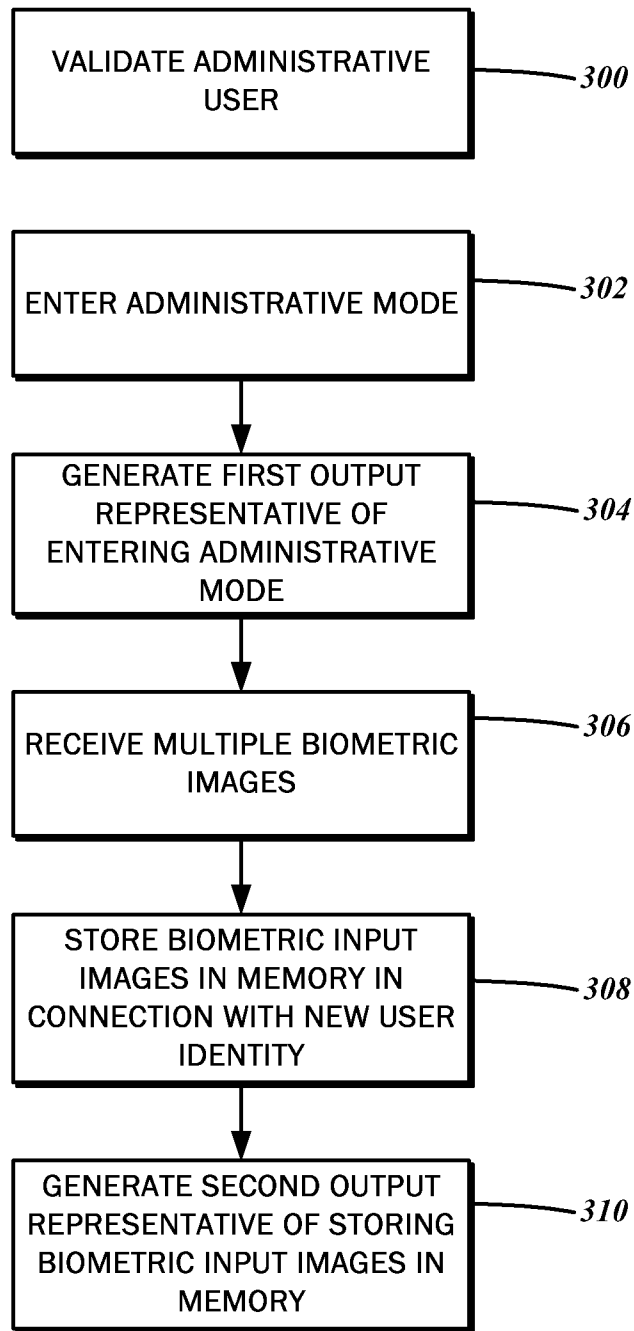 VALIDATE ADMINISTRATIVE
USER
300
ENTER ADMINISTRATIVE MODE
302
GENERATE FIRST OUTPUT
REPRESENTATIVE OF
ENTERING ADMINISTRATIVE
MODE
304
RECEIVE MULTIPLE BIOMETRIC
IMAGES
306
STORE BIOMETRIC INPUT
IMAGES IN MEMORY IN
CONNECTION WITH NEW USER
IDENTITY
308
GENERATE SECOND OUTPUT
REPRESENTATIVE OF STORING
BIOMETRIC INPUT IMAGES IN
MEMORY
310